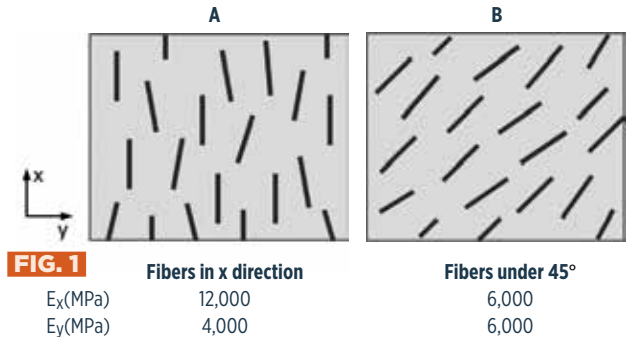 A B
x
y
FIG. 1
Fibers in x direction Fibers under 45°
Ex(MPa) 12,000 6,000
Ey(MPa) 4,000 6,000